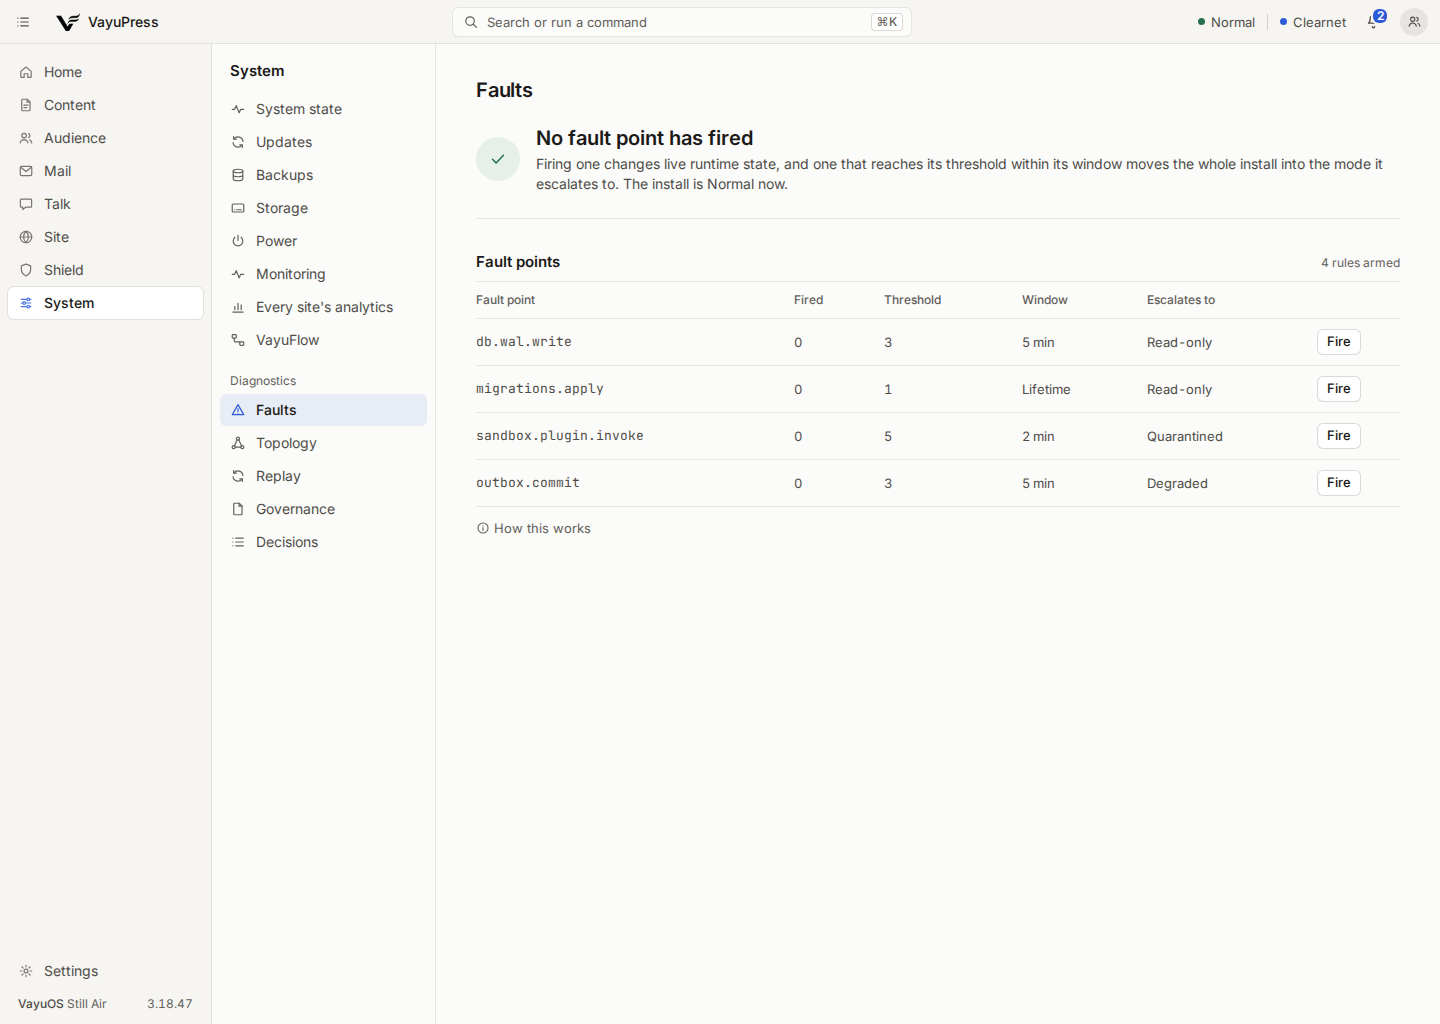 VayuPress
Search or run a command
⌘K
Normal
Clearnet
2
Home
Content
Audience
Mail
Talk
Site
Shield
System
Settings
VayuOS Still Air 3.18.47
System
System state
Updates
Backups
Storage
Power
Monitoring
Every site's analytics
VayuFlow
Diagnostics
Faults
Topology
Replay
Governance
Decisions
Faults
No fault point has fired
Firing one changes live runtime state, and one that reaches its threshold within its window moves the whole install into the mode it
escalates to. The install is Normal now.
Fault points
4 rules armed
Fault point Fired Threshold Window Escalates to
db.wal.write 0 3 5 min Read-only Fire
migrations.apply 0 1 Lifetime Read-only Fire
sandbox.plugin.invoke 0 5 2 min Quarantined Fire
outbox.commit 0 3 5 min Degraded Fire
How this works